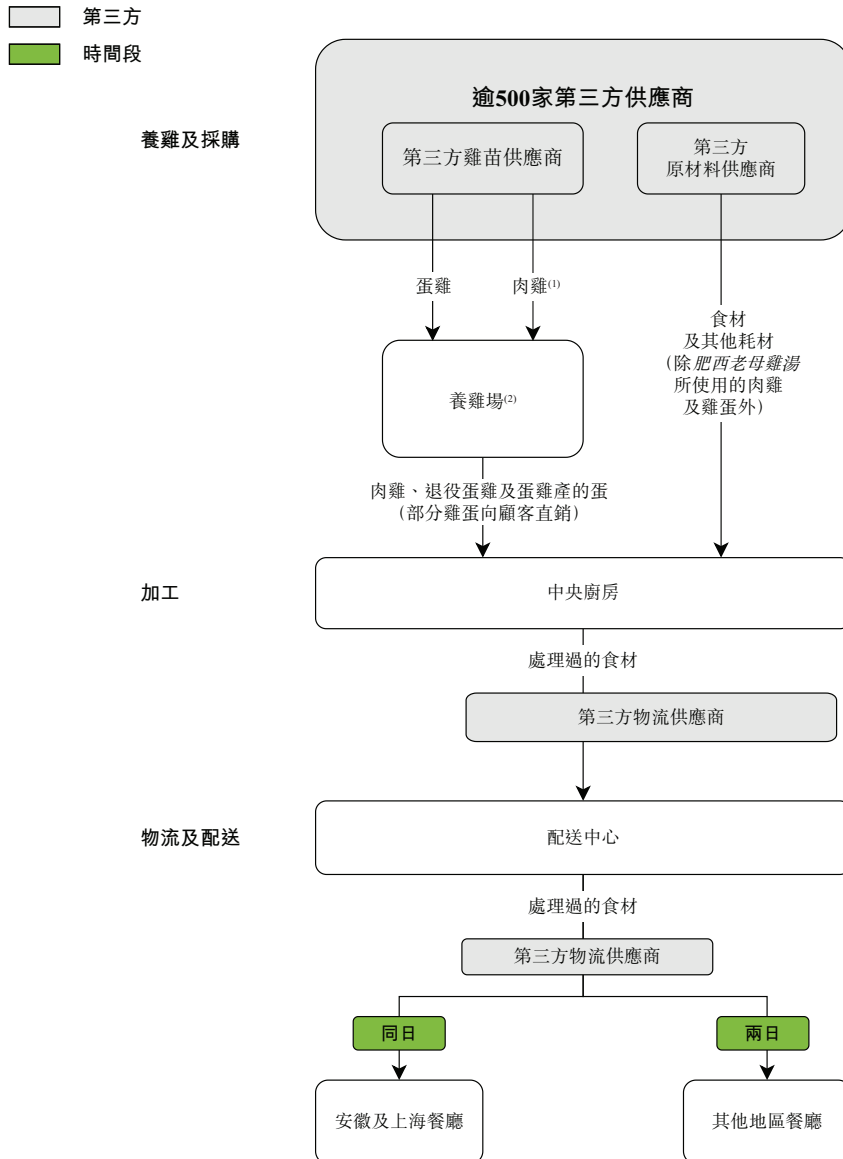 第三方
時間段
逾500家第三方供應商
養雞及採購
第三方雞苗供應商
第三方
原材料供應商
蛋雞
肉雞(1)
食材
及其他耗材
(除肥西老母雞湯
所使用的肉雞
及雞蛋外)
養雞場(2)
肉雞、退役蛋雞及蛋雞產的蛋
(部分雞蛋向顧客直銷)
加工
中央廚房
處理過的食材
第三方物流供應商
物流及配送
配送中心
處理過的食材
第三方物流供應商
同日
兩日
安徽及上海餐廳
其他地區餐廳